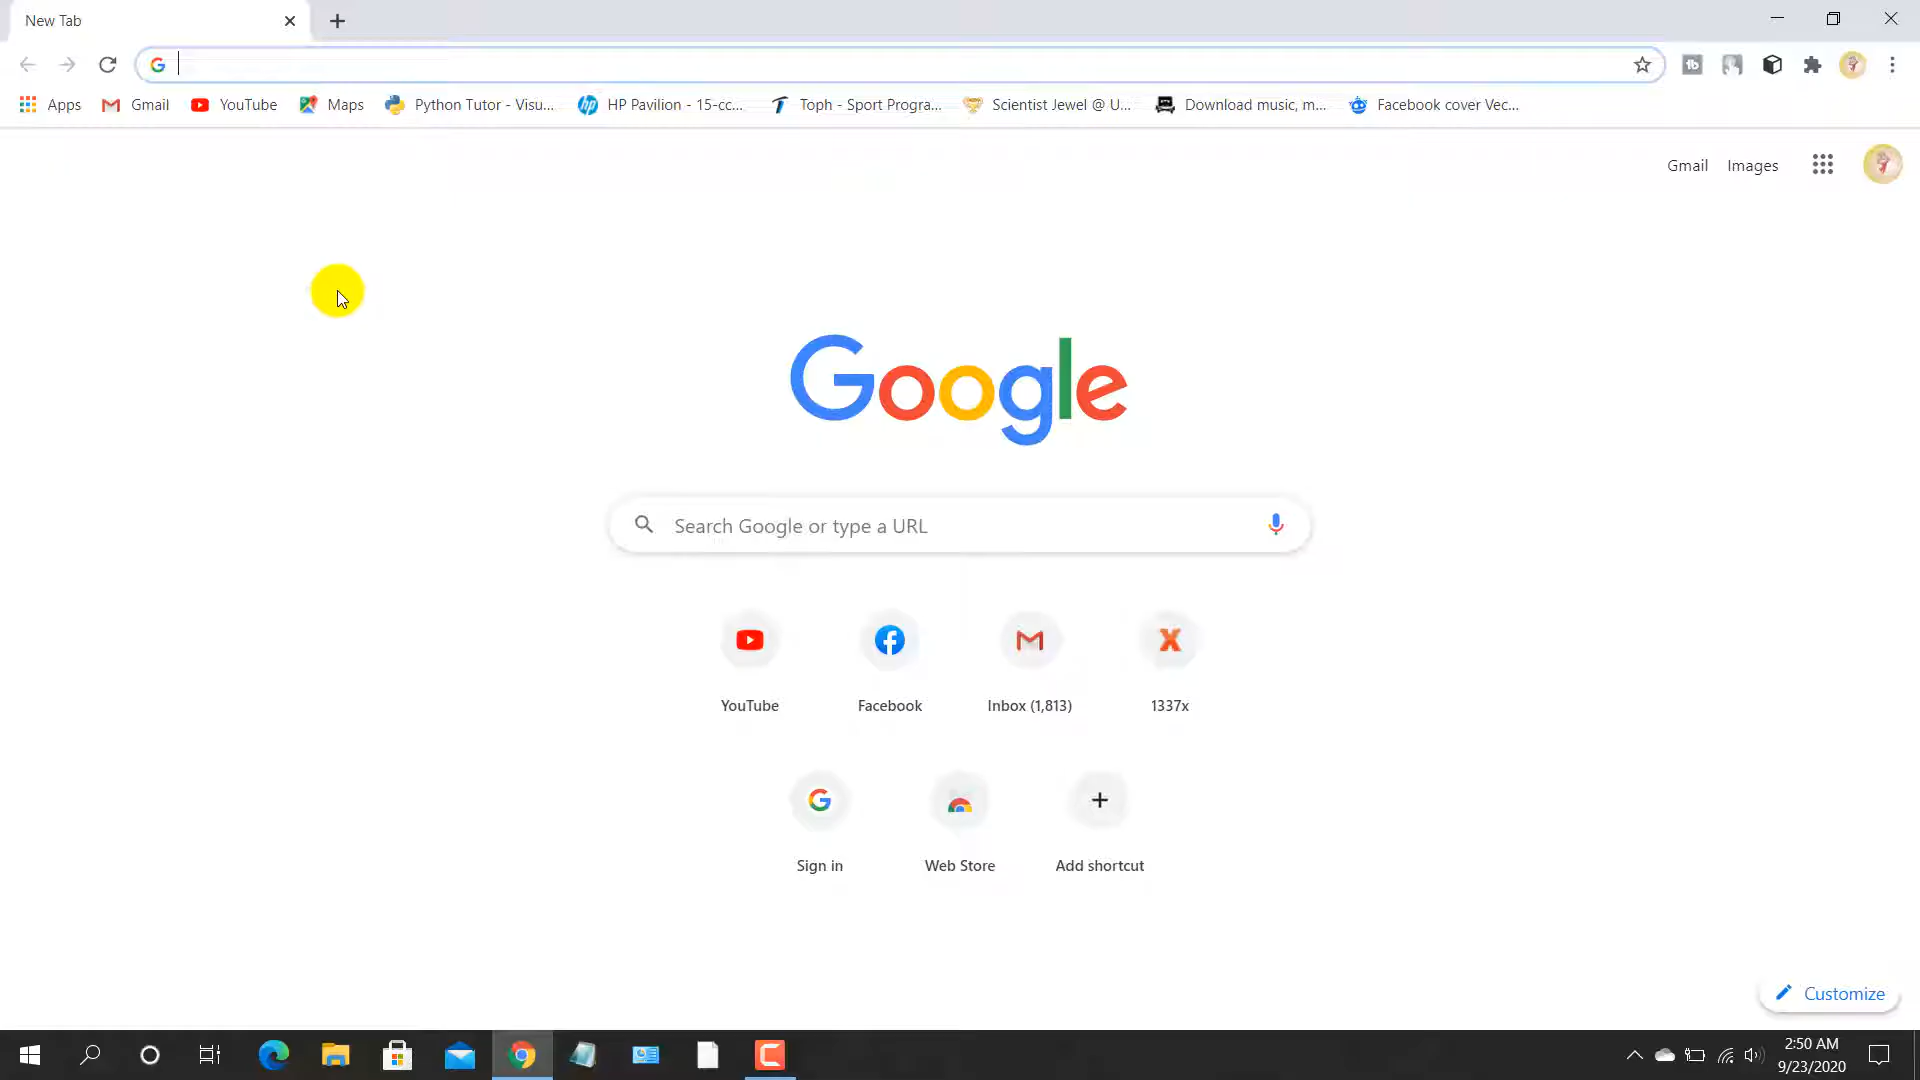 New Tab
Apps Gmail YouTube Maps Python Tutor - Visu... HP Pavilion - 15-cc... Toph - Sport Progra... Scientist Jewel @ U... Download music, m... Facebook cover Vec...
Gmail Images
Google
Search Google or type a URL
YouTube Facebook Inbox (1,813) 1337x
Sign in Web Store Add shortcut
Customize
2:50 AM
9/23/2020